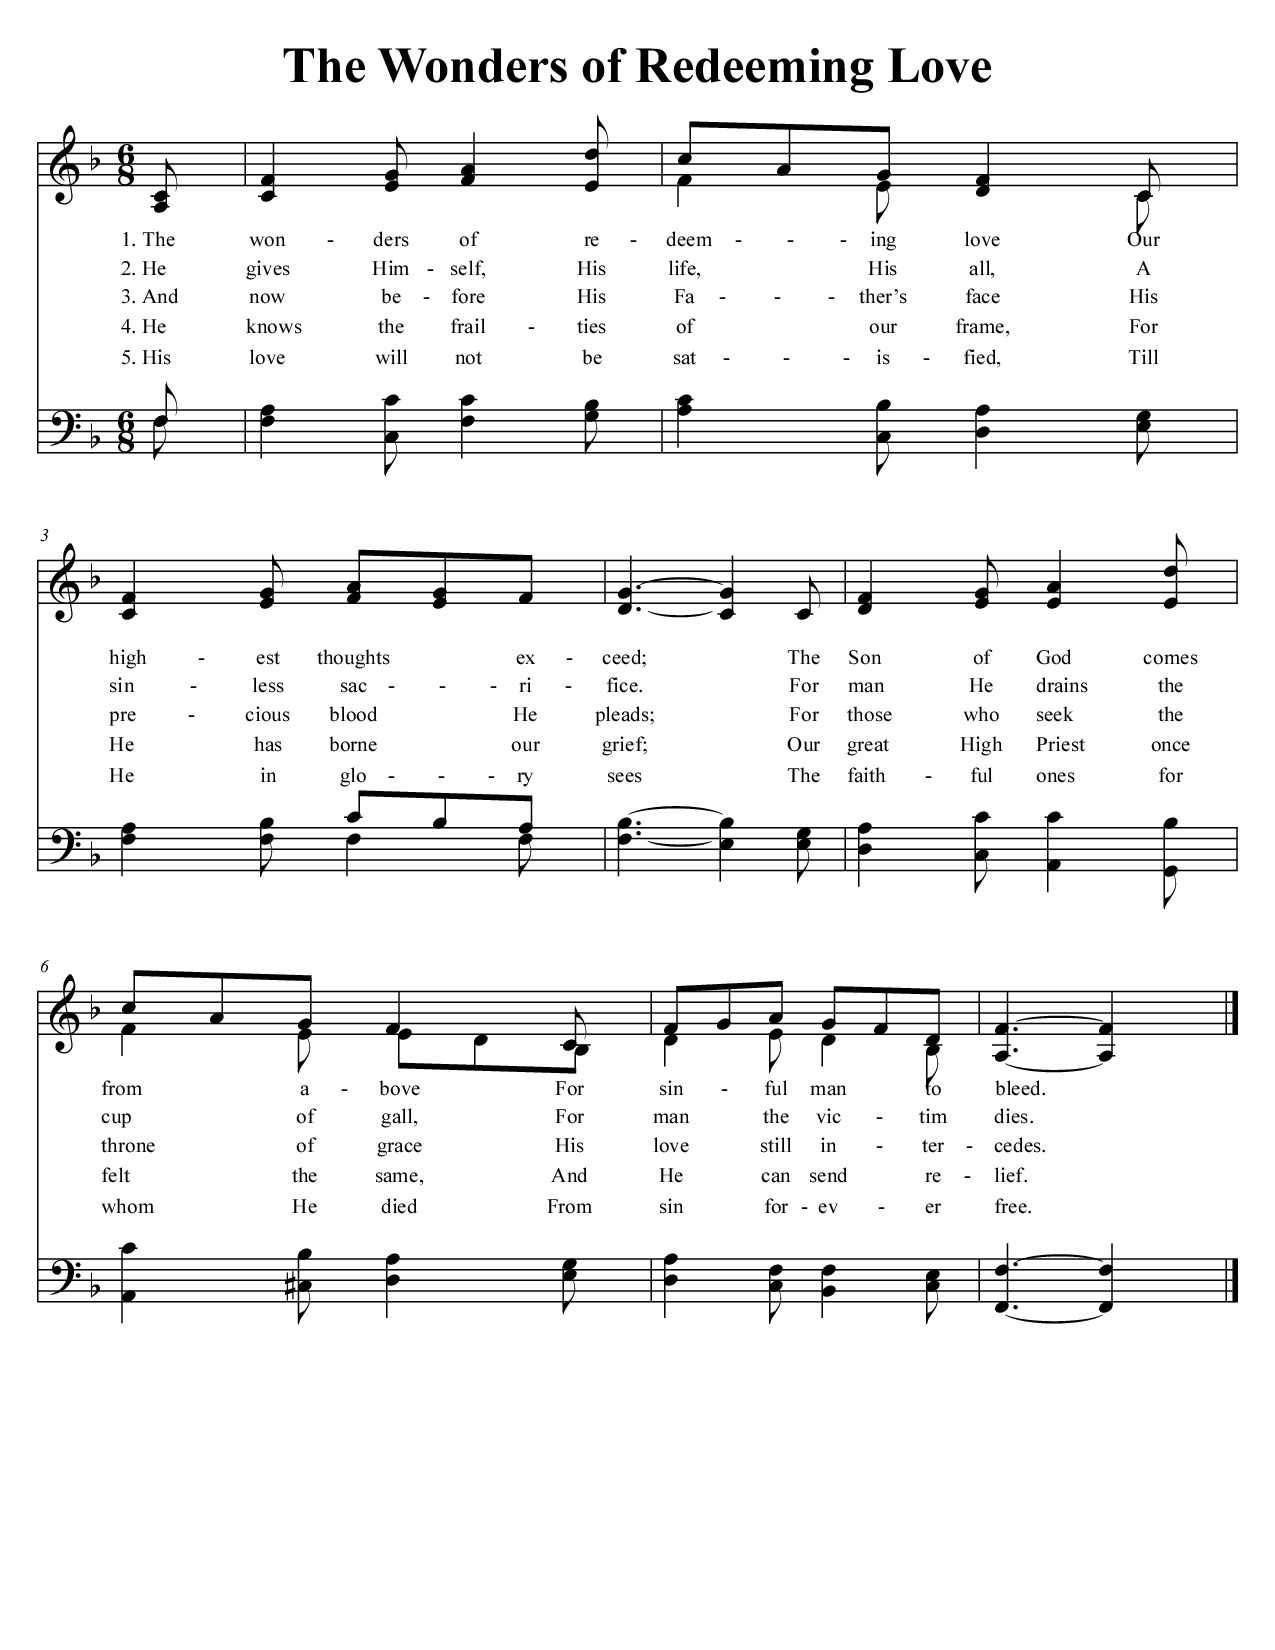 The Wonders of Redeeming Love
6 8
1. The won - ders of re - deem - - - ing love Our
2. He gives Him - self, His life, His all, A
3. And now be - fore His Fa - - - ther’s face His
4. He knows the frail - ties of our frame, For
5. His love will not be sat - - - is - fied, Till
6 8
3
high - est thoughts ex - ceed; The Son of God comes
sin - less sac - - - ri - fice. For man He drains the
pre - cious blood He pleads; For those who seek the
He has borne our grief; Our great High Priest once
He in glo - - - ry sees The faith - ful ones for
6
from a - bove For sin - ful man to bleed.
cup of gall, For man the vic - tim dies.
throne of grace His love still in - ter - cedes.
felt the same, And He can send re - lief.
whom He died From sin for - ev - er free.